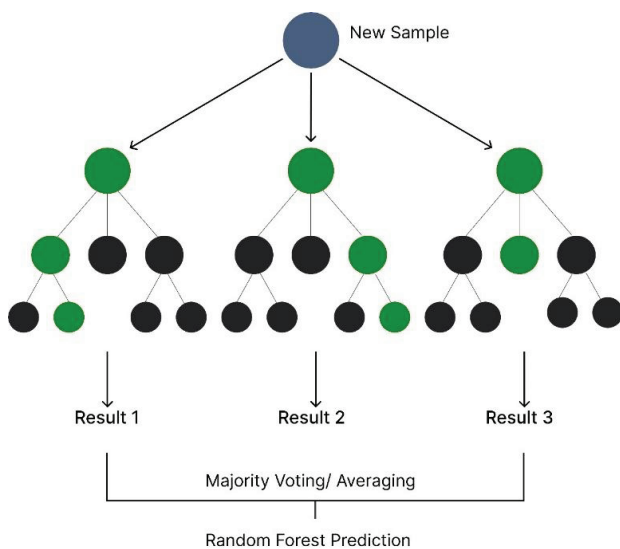 New Sample
Result 1
Result 2
Result 3
Majority Voting/ Averaging
Random Forest Prediction